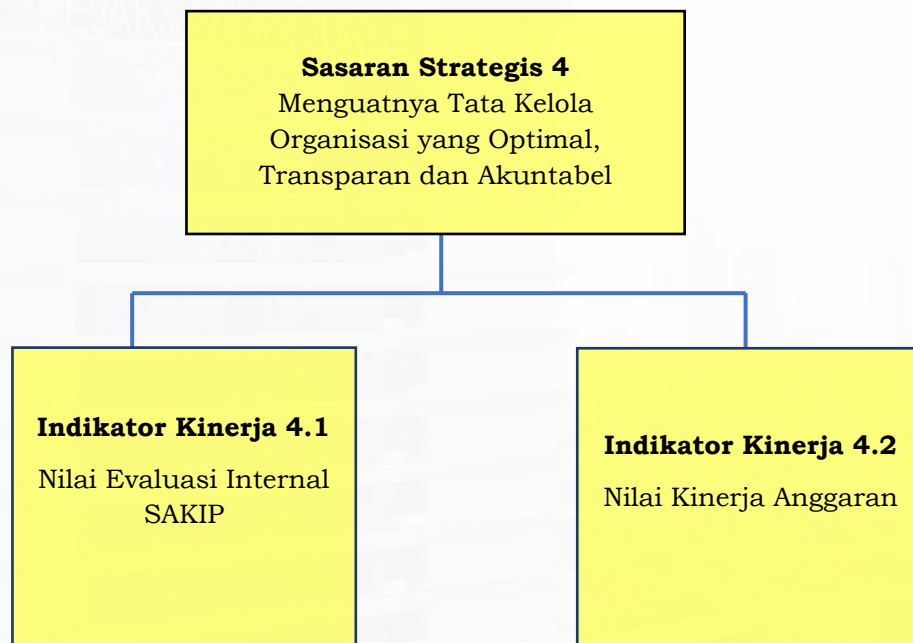 Sasaran Strategis 4
Menguatnya Tata Kelola
Organisasi yang Optimal,
Transparan dan Akuntabel
Indikator Kinerja 4.1
Nilai Evaluasi Internal
SAKIP
Indikator Kinerja 4.2
Nilai Kinerja Anggaran